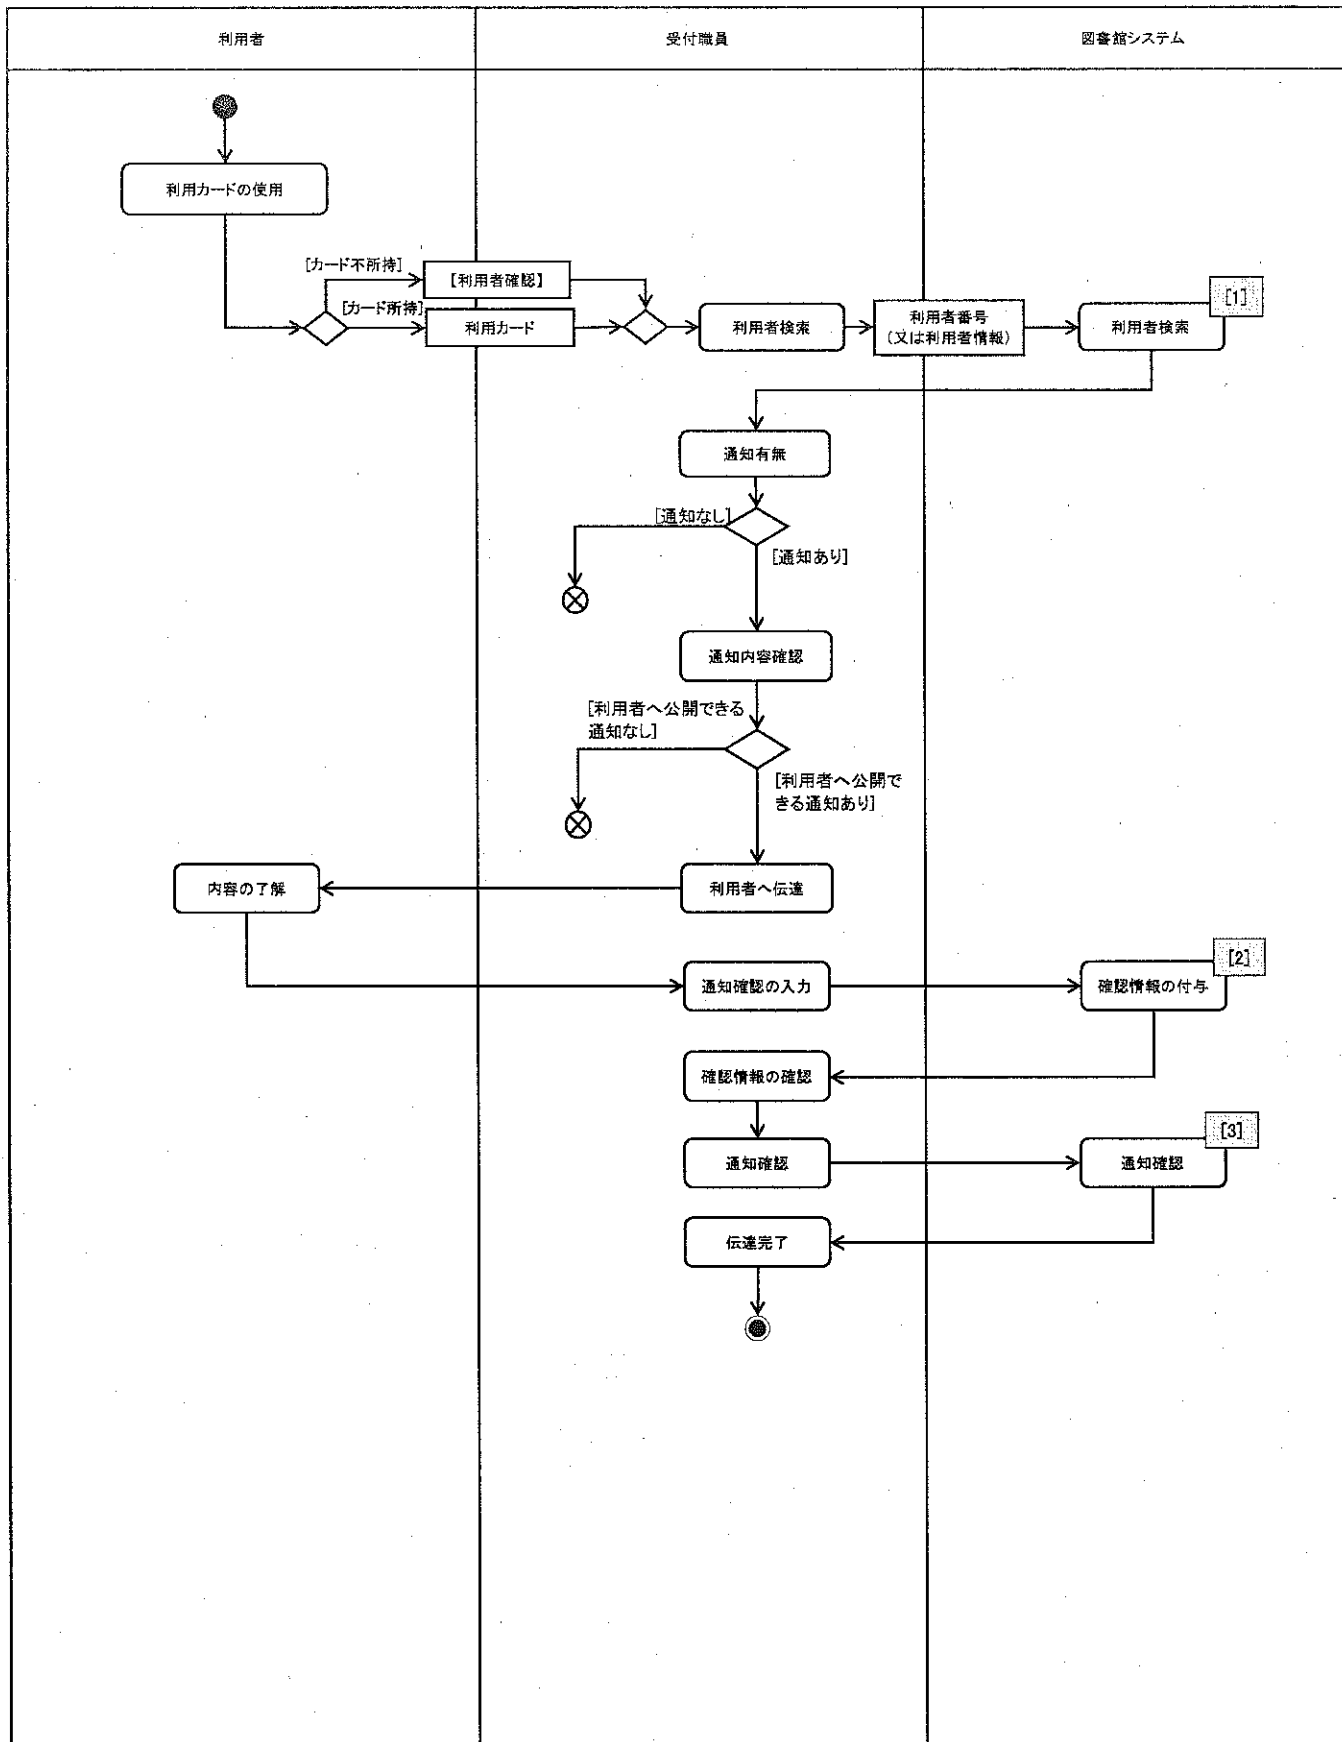 利用者
受付職員
図書館システム
利用カードの使用
[カード不所持]
【利用者確認】
[カード所持]
利用カード
利用者検索
利用者番号
(又は利用者情報)
利用者検索
[1]
通知有無
[通知なし]
[通知あり]
通知内容確認
[利用者へ公開できる
通知なし]
[利用者へ公開で
きる通知あり]
利用者へ伝達
内容の了解
通知確認の入力
確認情報の付与
[2]
確認情報の確認
通知確認
通知確認
[3]
伝達完了